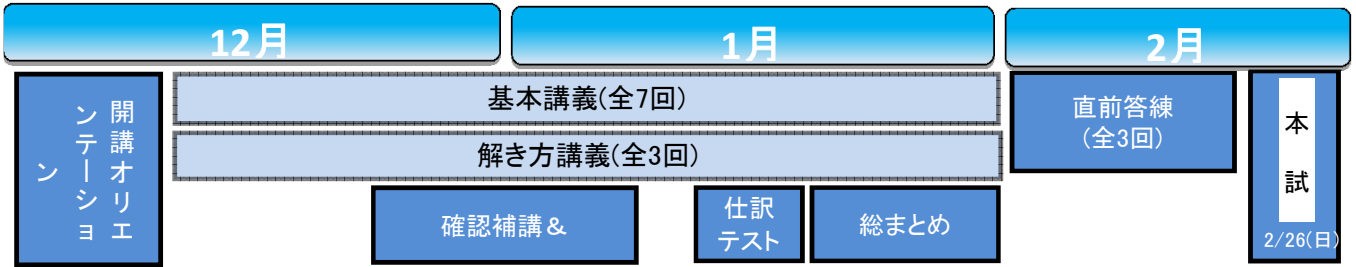 12月
1月
2月
開講オリエ
ンテーショ
ン
基本講義(全7回)
解き方講義(全3回)
確認補講＆
仕訳
テスト
総まとめ
直前答練
(全3回)
本
試
2/26(日)